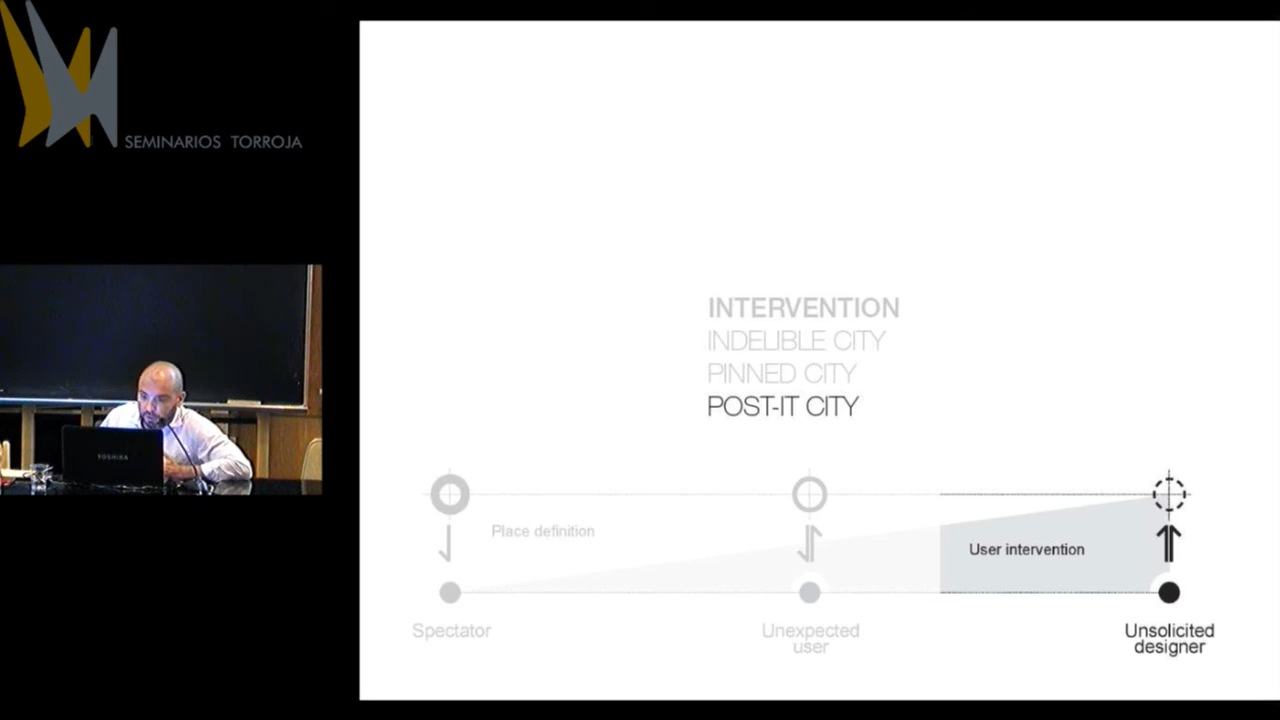 SEMINARIOS TORROJA
TOSHIBA
INTERVENTION
INDELIBLE CITY
PINNED CITY
POST-IT CITY
Place definition
User intervention
Spectator
Unexpected
user
Unsolicited
designer